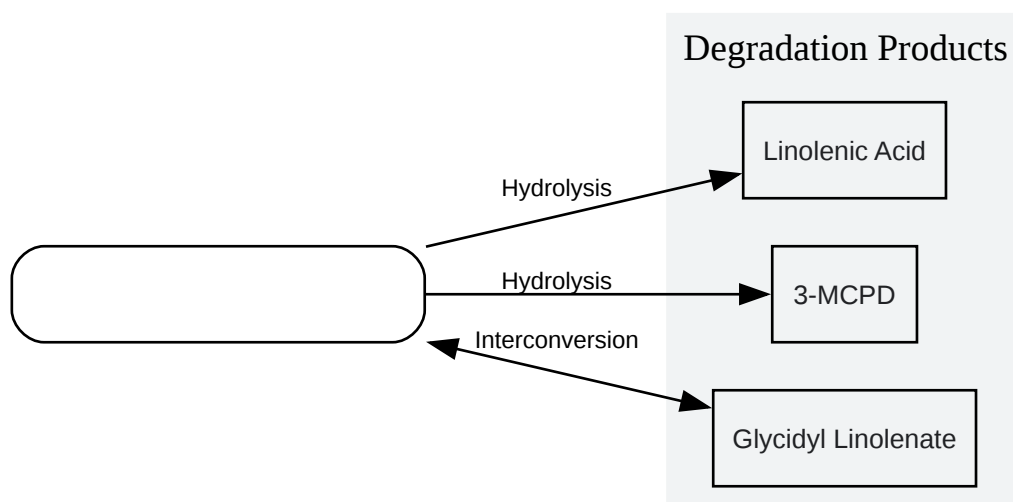 Degradation Products
Linolenic Acid
Hydrolysis
Hydrolysis
3-MCPD
Interconversion
Glycidyl Linolenate